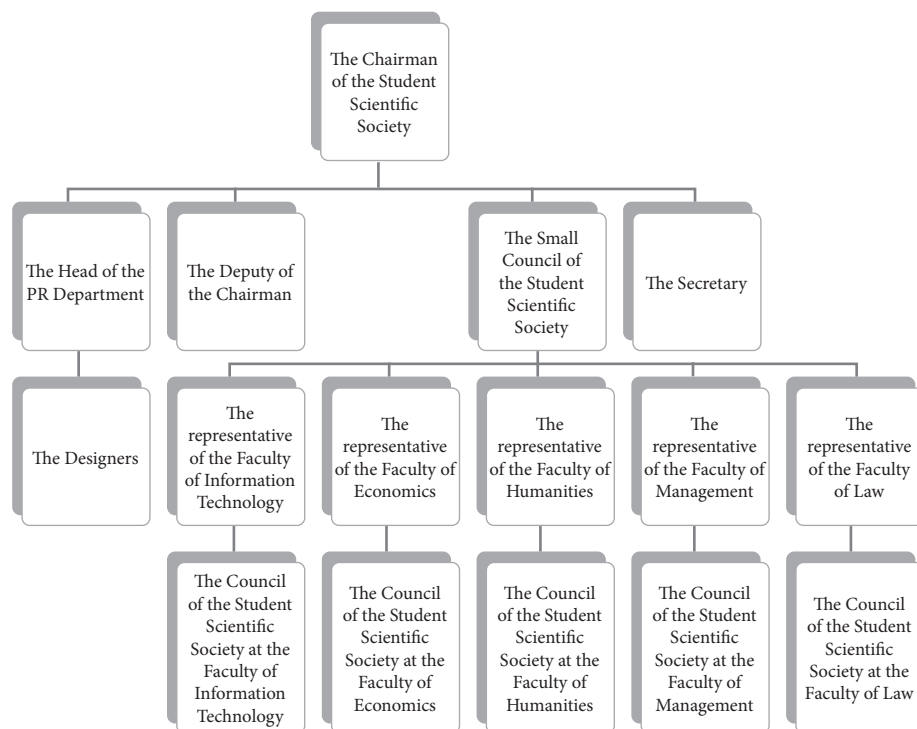 The Chairman
of the Student
Scientific
Society
The Head of the
PR Department
The Deputy of
the Chairman
The Small
Council of
the Student
Scientific
Society
The Secretary
The Designers
The
representative
of the Faculty
of Information
Technology
The
representative
of the Faculty of
Economics
The
representative
of the Faculty of
Humanities
The
representative
of the Faculty of
Management
The
representative
of the Faculty
of Law
The Council
of the Student
Scientific
Society at the
Faculty of
Information
Technology
The Council
of the Student
Scientific
Society at the
Faculty of
Economics
The Council
of the Student
Scientific
Society at the
Faculty of
Humanities
The Council
of the Student
Scientific
Society at the
Faculty of
Management
The Council
of the Student
Scientific
Society at the
Faculty of Law